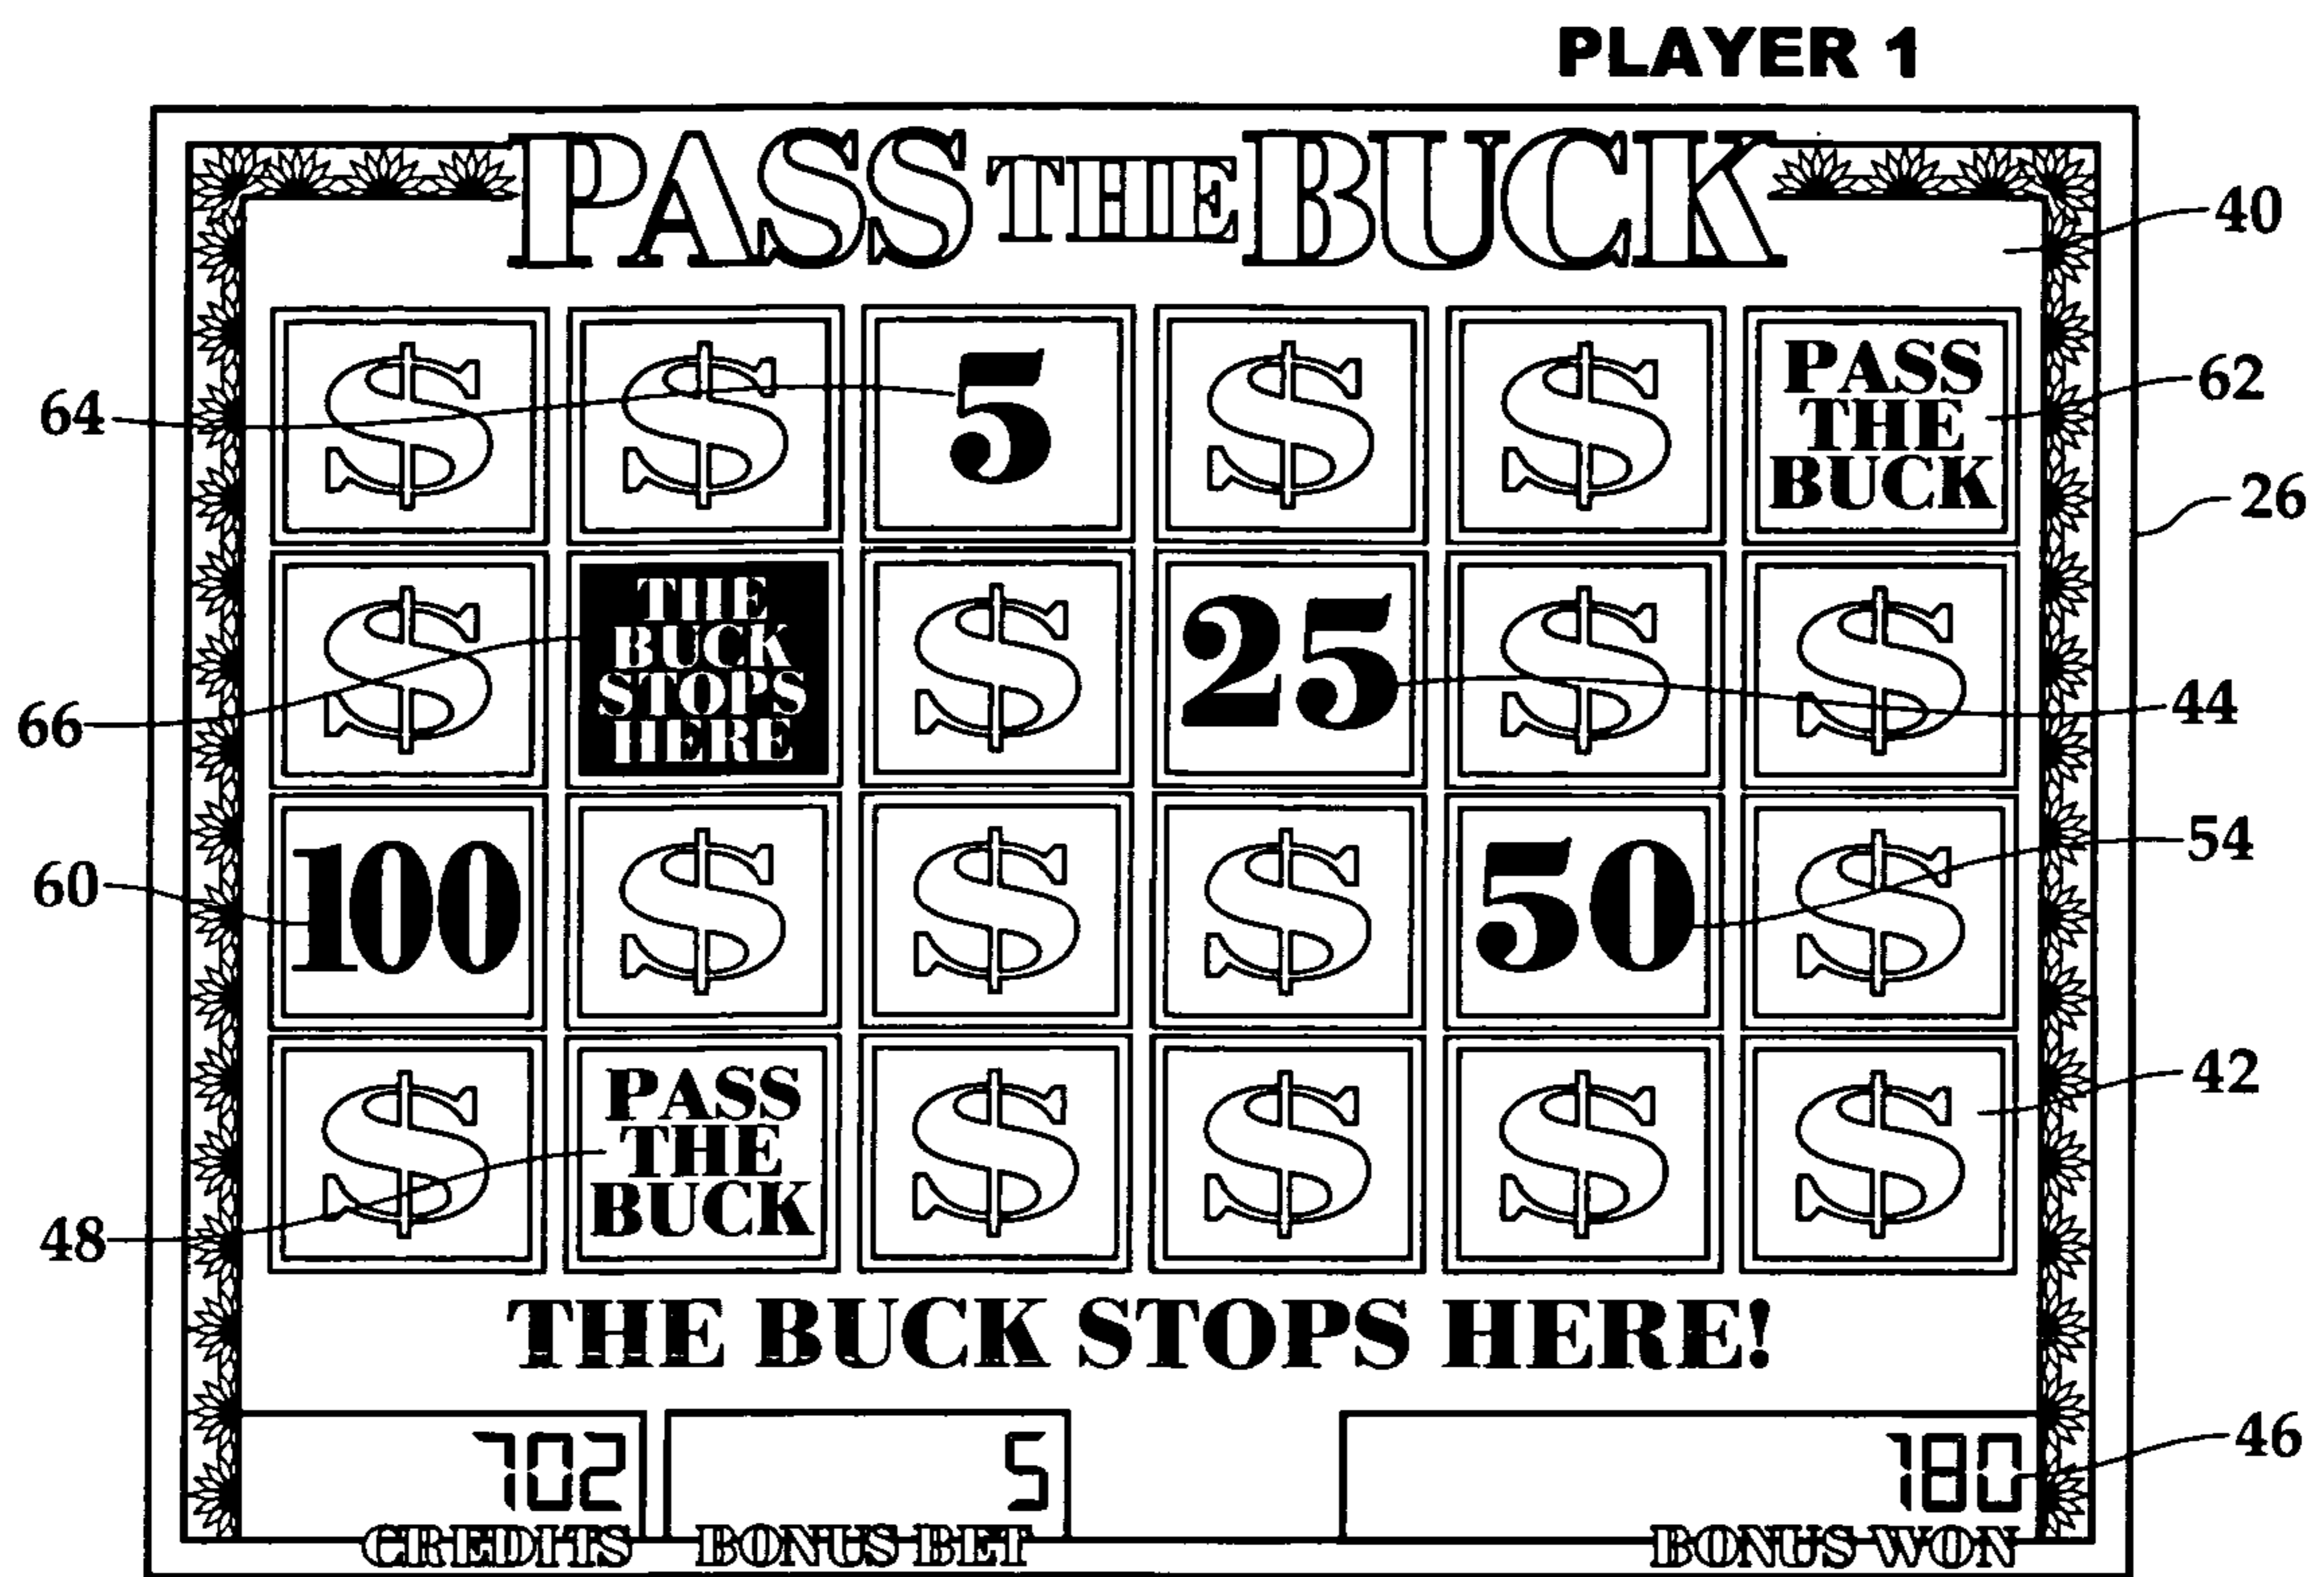 PLAYER 1
PASS THE BUCK
40
$ $ 5 $ $ PASS
THE
BUCK
64
62
26
$ THE
BUCK
STOPS
HERE
$ 25 $ $
66
44
100 $ $ $ 50 $
60
54
$ PASS
THE
BUCK
$ $ $ $
42
48
THE BUCK STOPS HERE!
702 5 180
46
CREDITS BONUS BET BONUS WON